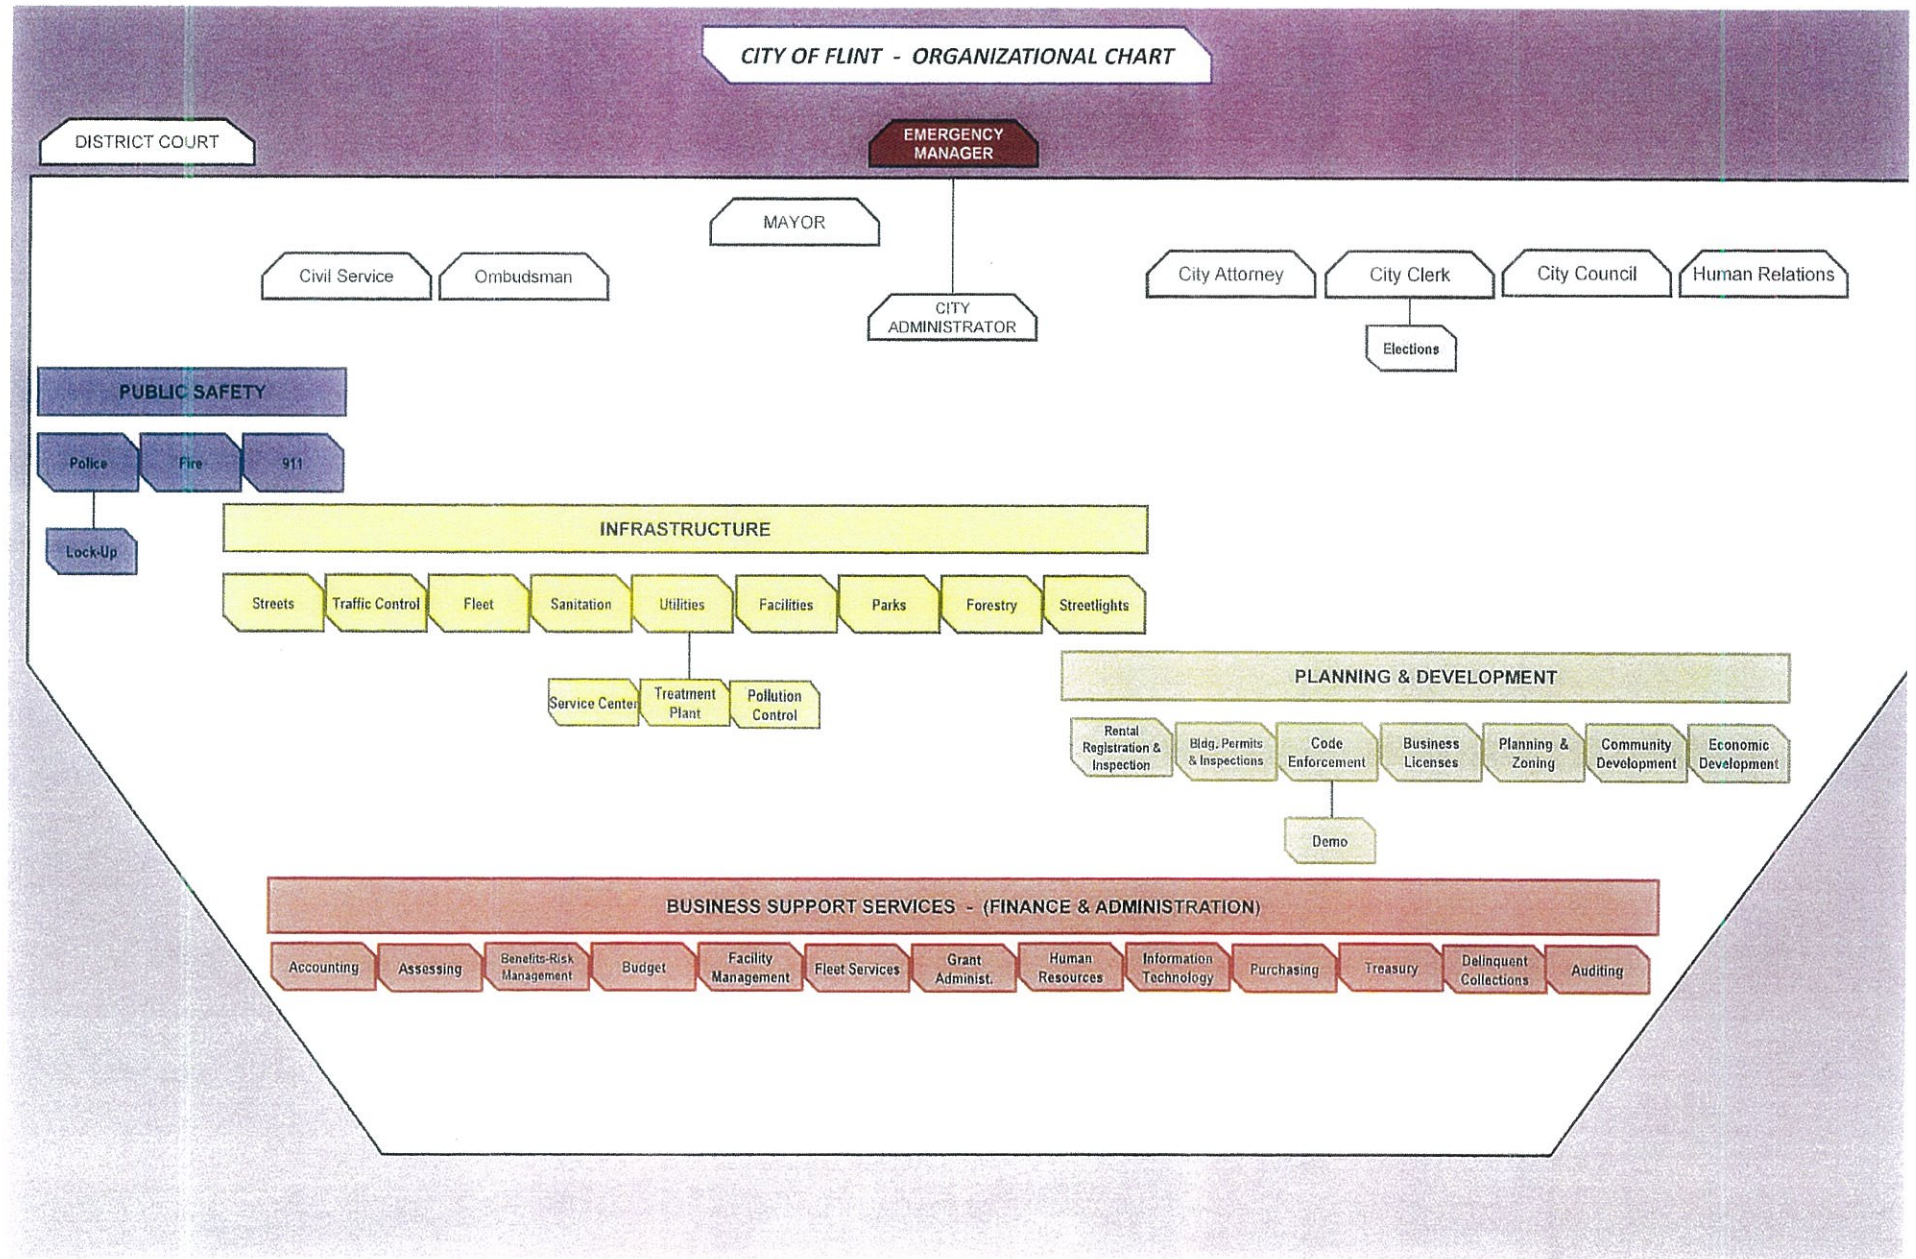 CITY OF FLINT - ORGANIZATIONAL CHART
DISTRICT COURT
EMERGENCY
MANAGER
MAYOR
Civil Service
Ombudsman
CITY
ADMINISTRATOR
City Attorney
City Clerk
City Council
Human Relations
Elections
PUBLIC SAFETY
Police
Fire
911
Lock-Up
INFRASTRUCTURE
Streets
Traffic Control
Fleet
Sanitation
Utilities
Facilities
Parks
Forestry
Streetlights
Service Center
Treatment
Plant
Pollution
Control
PLANNING & DEVELOPMENT
Rental
Registration &
Inspection
Bldg. Permits
& Inspections
Code
Enforcement
Business
Licenses
Planning &
Zoning
Community
Development
Economic
Development
Demo
BUSINESS SUPPORT SERVICES - (FINANCE & ADMINISTRATION)
Accounting
Assessing
Benefits-Risk
Management
Budget
Facility
Management
Fleet Services
Grant
Administ.
Human
Resources
Information
Technology
Purchasing
Treasury
Delinquent
Collections
Auditing